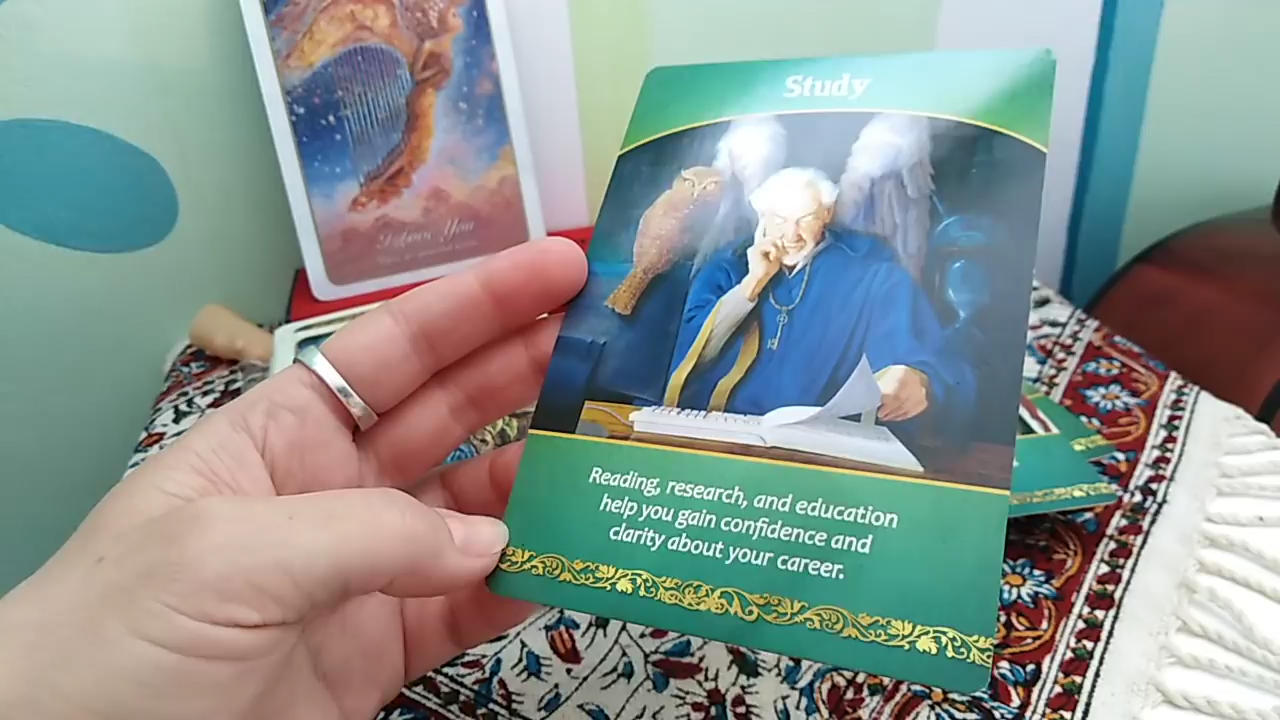 I Love You
Study
Reading, research, and education
help you gain confidence and
clarity about your career.